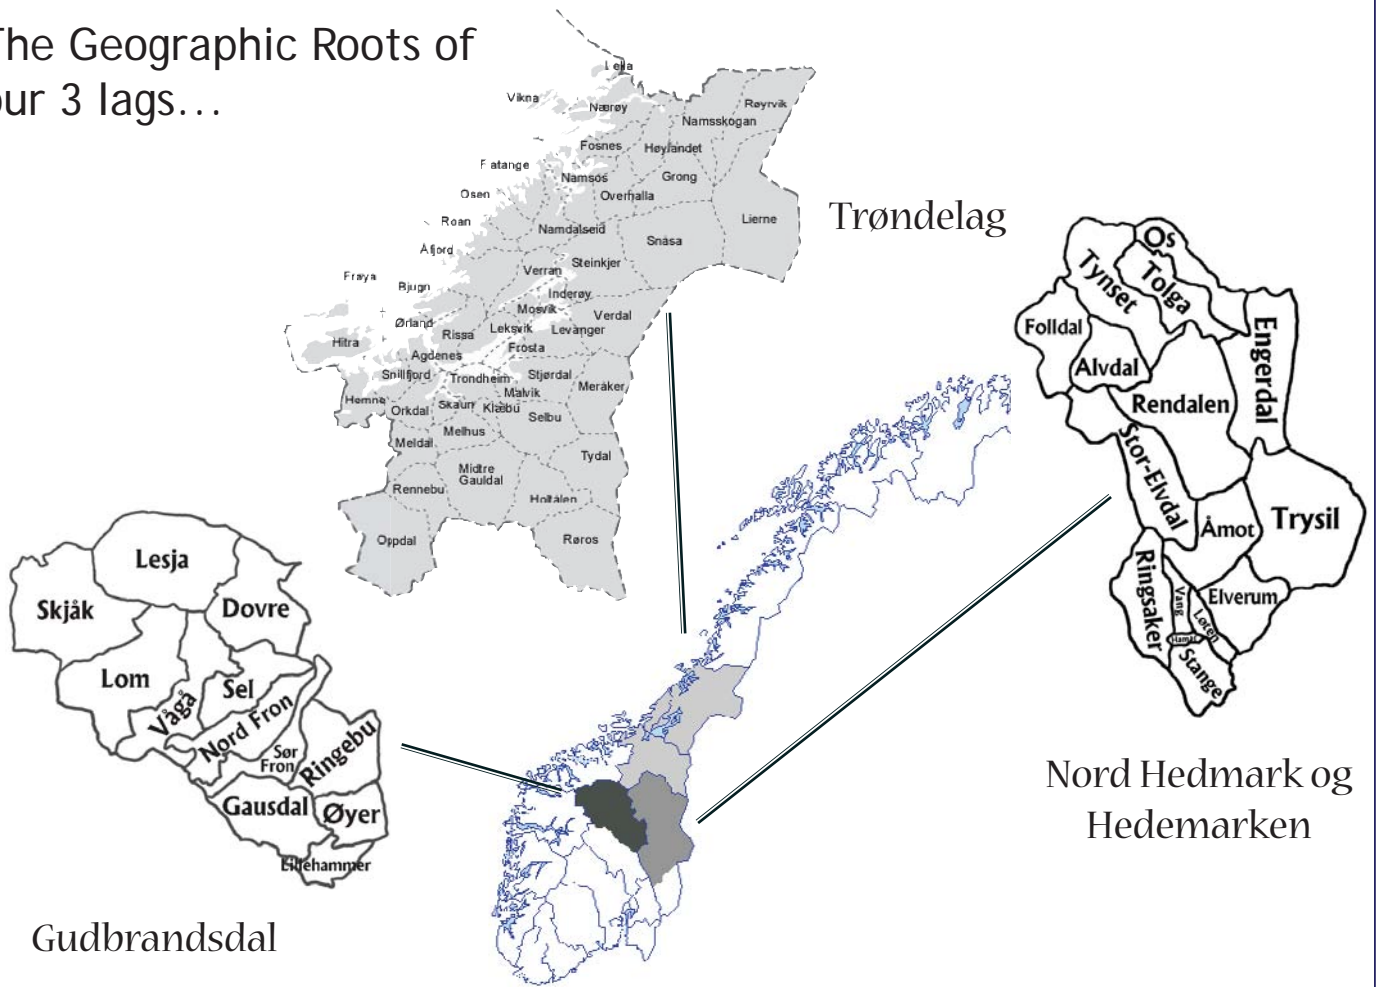 The Geographic Roots of
our 3 lags...
Leka
Vikna
Nærøy
Røyrvik
Namsskogan
Fosnes
Høylandet
Flatange
Namsos
Grong
Osen
Overhalla
Roan
Namdalseid
Lierne
Snåsa
Åfjord
Steinkjer
Verran
Frøya
Bjugn
Inderøy
Mosvik
Verdal
Ørland
Leksvik
Levanger
Rissa
Hitra
Frosta
Agdenes
Snillfjord
Trondheim
Stjørdal
Meråker
Malvik
Hemne
Orkdal
Skaun
Klæbu
Selbu
Melhus
Meldal
Tydal
Midtre
Gauldal
Rennebu
Holtålen
Oppdal
Røros
Trøndelag
Os
Tynset
Tolga
Folldal
Engerdal
Alvdal
Rendalen
Stor-Elvdal
Trysil
Åmot
Ringsaker
Vang
Løten
Elverum
Hamar
Stange
Nord Hedmark og
Hedemarken
Lesja
Skjåk
Dovre
Lom
Sel
Vågå
Nord Fron
Sør
Fron
Ringebu
Gausdal
Øyer
Lillehammer
Gudbrandsdal